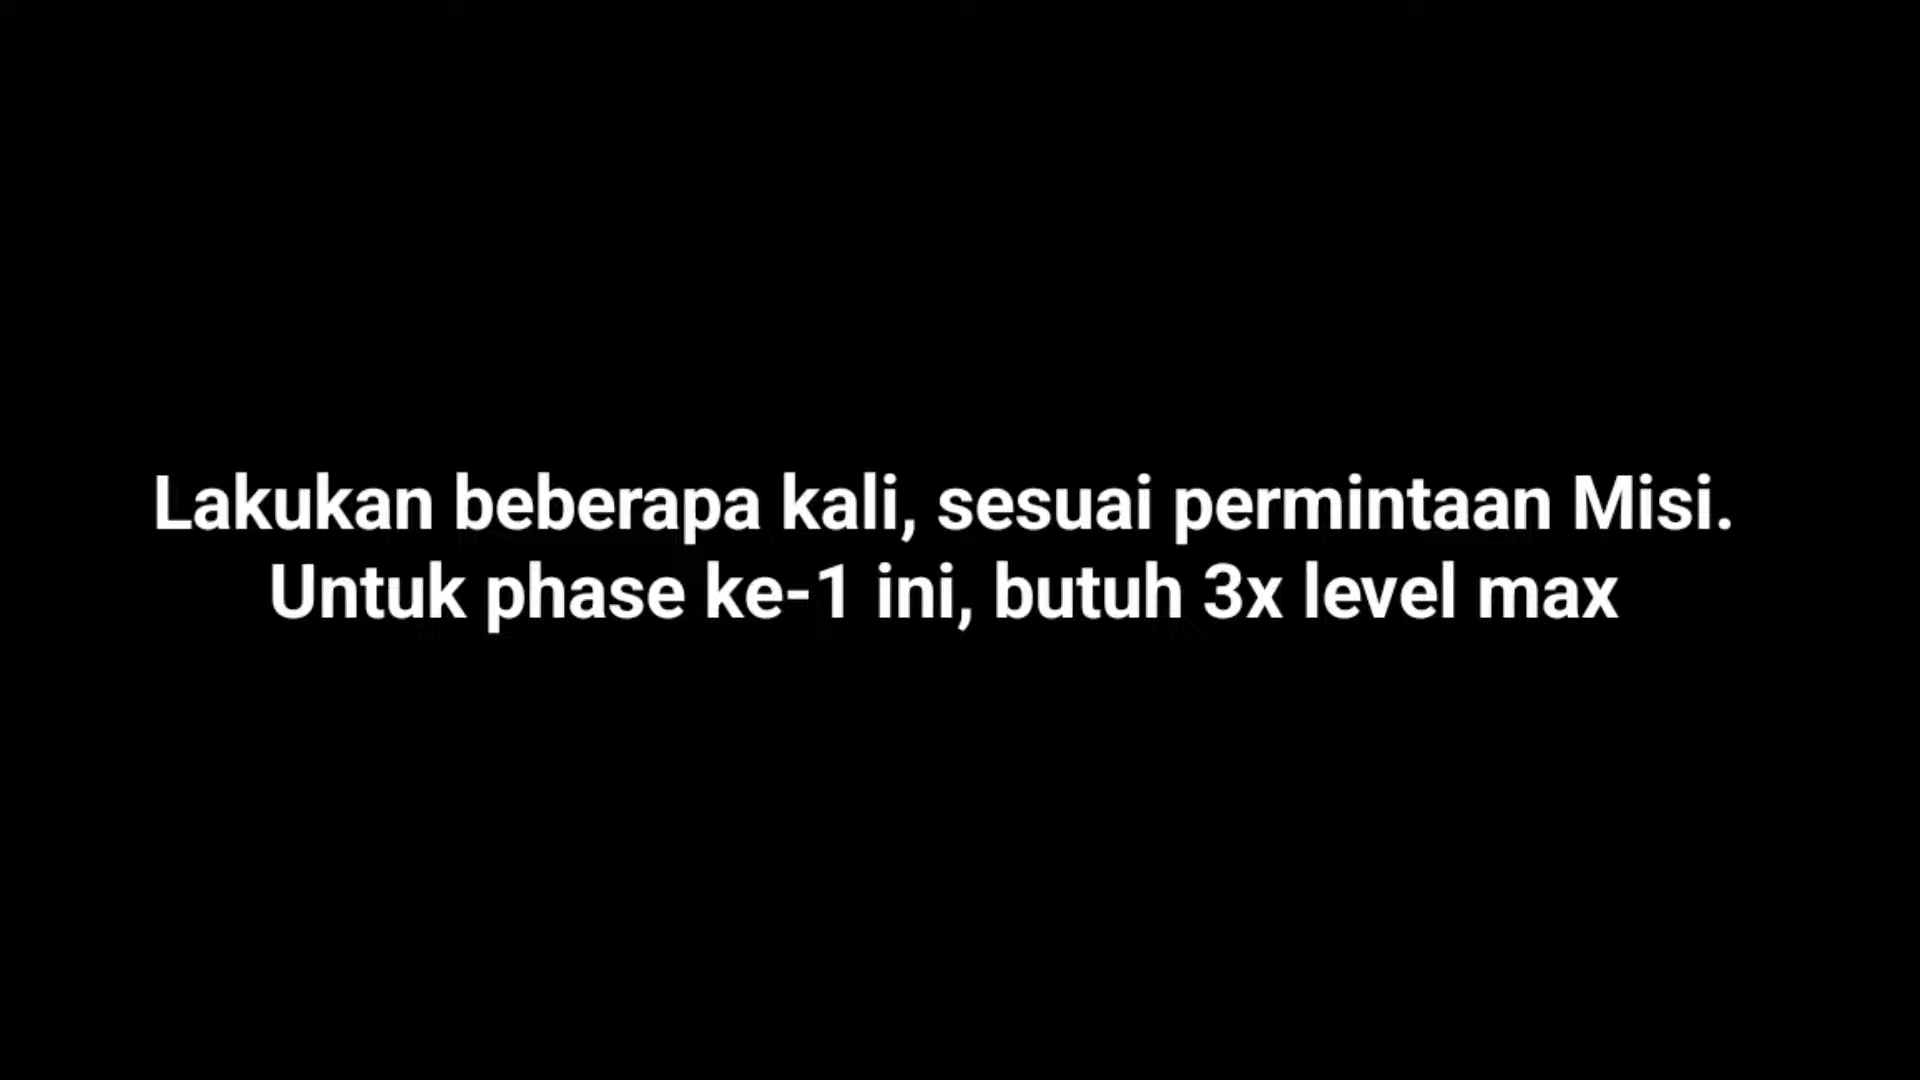 Lakukan beberapa kali, sesuai permintaan Misi.
Untuk phase ke-1 ini, butuh 3x level max